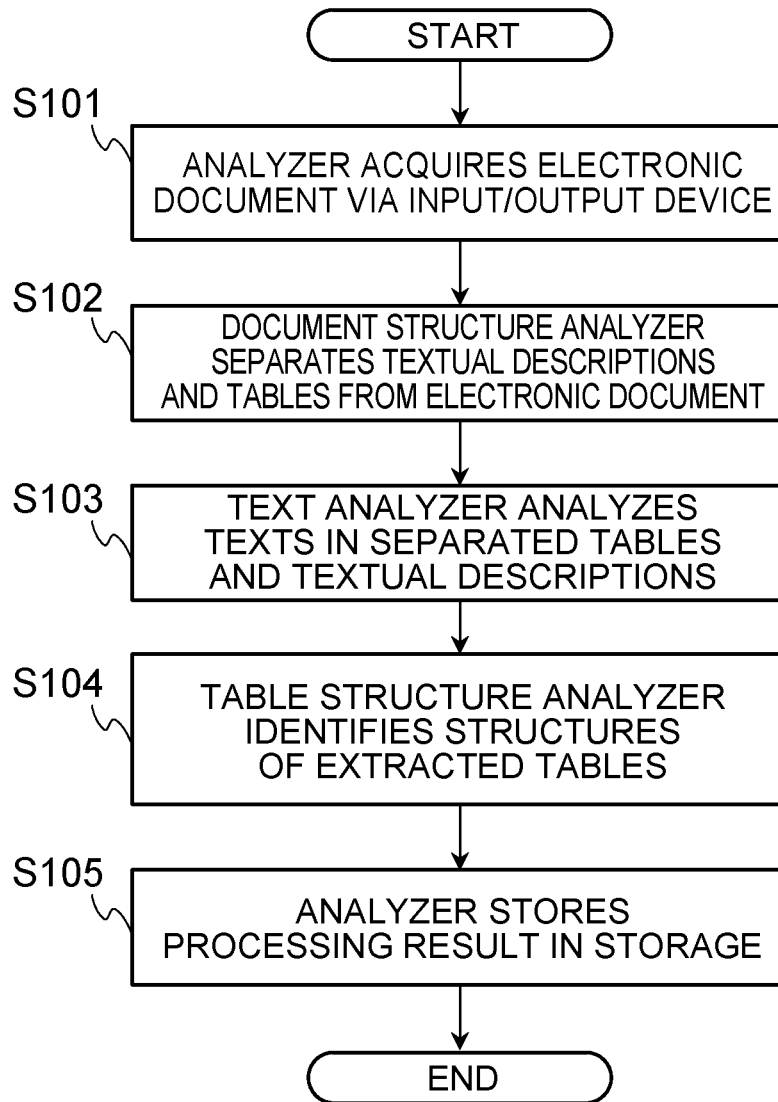 START
S101
ANALYZER ACQUIRES ELECTRONIC
DOCUMENT VIA INPUT/OUTPUT DEVICE
S102
DOCUMENT STRUCTURE ANALYZER
SEPARATES TEXTUAL DESCRIPTIONS
AND TABLES FROM ELECTRONIC DOCUMENT
S103
TEXT ANALYZER ANALYZES
TEXTS IN SEPARATED TABLES
AND TEXTUAL DESCRIPTIONS
S104
TABLE STRUCTURE ANALYZER
IDENTIFIES STRUCTURES
OF EXTRACTED TABLES
S105
ANALYZER STORES
PROCESSING RESULT IN STORAGE
END